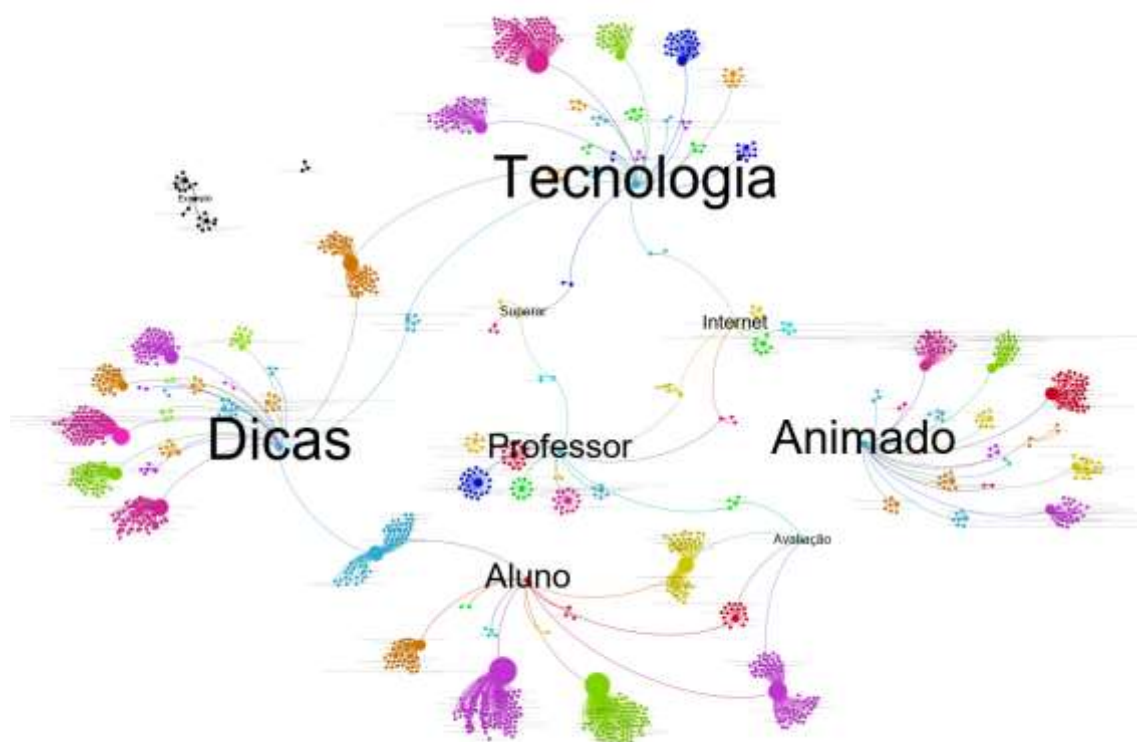 Tecnologia
Superar
Internet
Dicas
Professor
Animado
Avaliação
Aluno